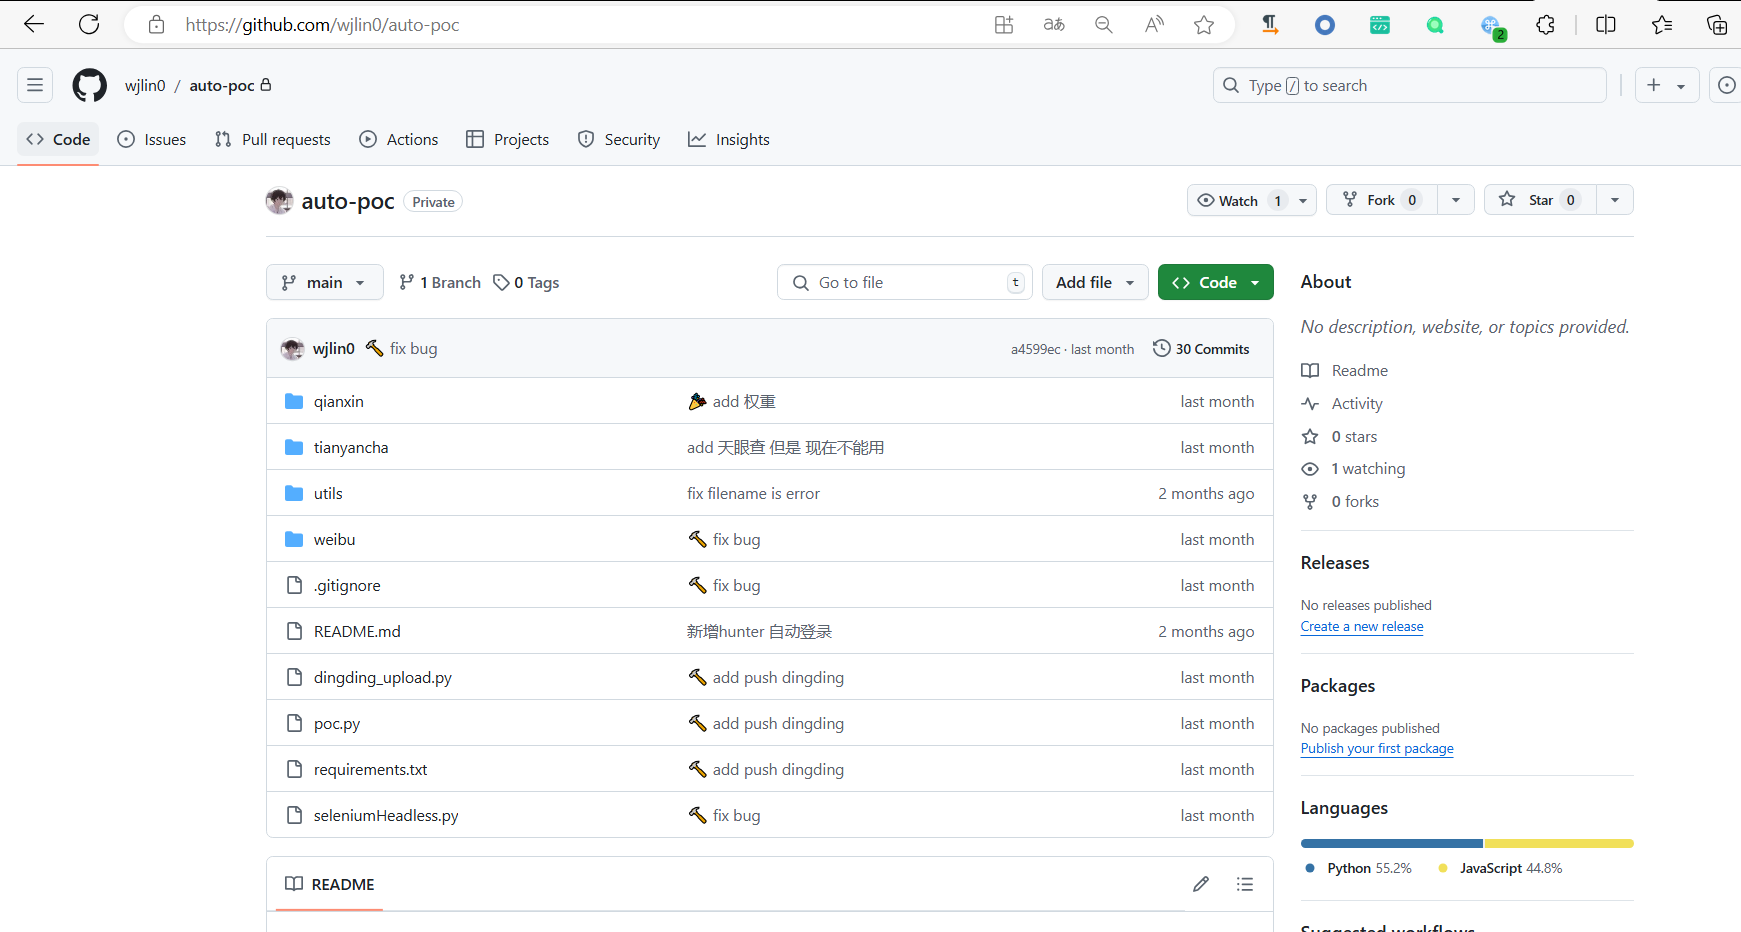 https://github.com/wjlin0/auto-poc
aあ
2
wjlin0 / auto-poc
Type / to search
Code Issues Pull requests Actions Projects Security Insights
auto-poc Private
Watch 1 Fork 0 Star 0
main 1 Branch 0 Tags Go to file t Add file Code
wjlin0 fix bug a4599ec · last month 30 Commits
qianxin add 权重 last month
tianyancha add 天眼查 但是 现在不能用 last month
utils fix filename is error 2 months ago
weibu fix bug last month
.gitignore fix bug last month
README.md 新增hunter 自动登录 2 months ago
dingding_upload.py add push dingding last month
poc.py add push dingding last month
requirements.txt add push dingding last month
seleniumHeadless.py fix bug last month
README
About
No description, website, or topics provided.
Readme
Activity
0 stars
1 watching
0 forks
Releases
No releases published
Create a new release
Packages
No packages published
Publish your first package
Languages
Python 55.2% JavaScript 44.8%
Suggested workflows